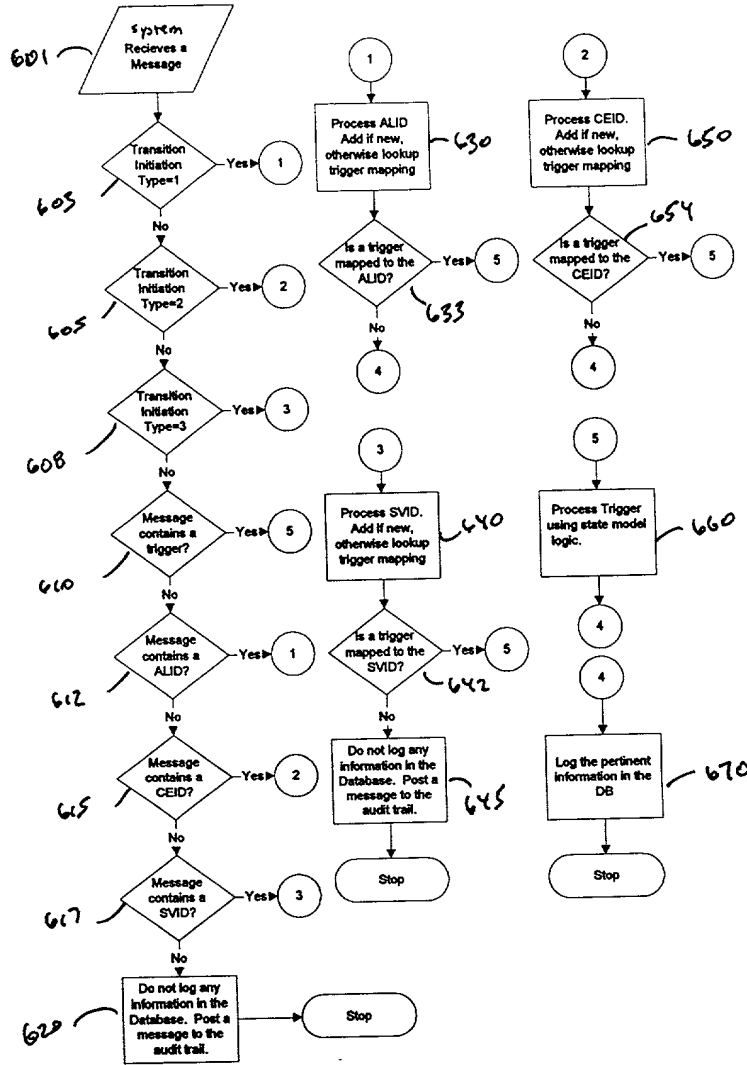 system
Recieves a
Message
601
Transition
Initiation
Type=1
Yes
1
603
No
Transition
Initiation
Type=2
Yes
2
605
No
Transition
Initiation
Type=3
Yes
3
608
No
Message
contains a
trigger?
Yes
5
610
No
Message
contains a
ALID?
Yes
1
612
No
Message
contains a
CEID?
Yes
2
615
No
Message
contains a
SVID?
Yes
3
617
No
Do not log any
information in the
Database. Post a
message to the
audit trail.
620
Stop
1
Process ALID
Add if new,
otherwise lookup
trigger mapping
630
Is a trigger
mapped to the
ALID?
Yes
5
633
No
4
3
Process SVID.
Add if new,
otherwise lookup
trigger mapping
640
Is a trigger
mapped to the
SVID?
Yes
5
642
No
Do not log any
information in the
Database. Post a
message to the
audit trail.
645
Stop
2
Process CEID.
Add if new,
otherwise lookup
trigger mapping
650
654
Is a trigger
mapped to the
CEID?
Yes
5
No
4
5
Process Trigger
using state model
logic.
660
4
4
Log the pertinent
information in the
DB
670
Stop